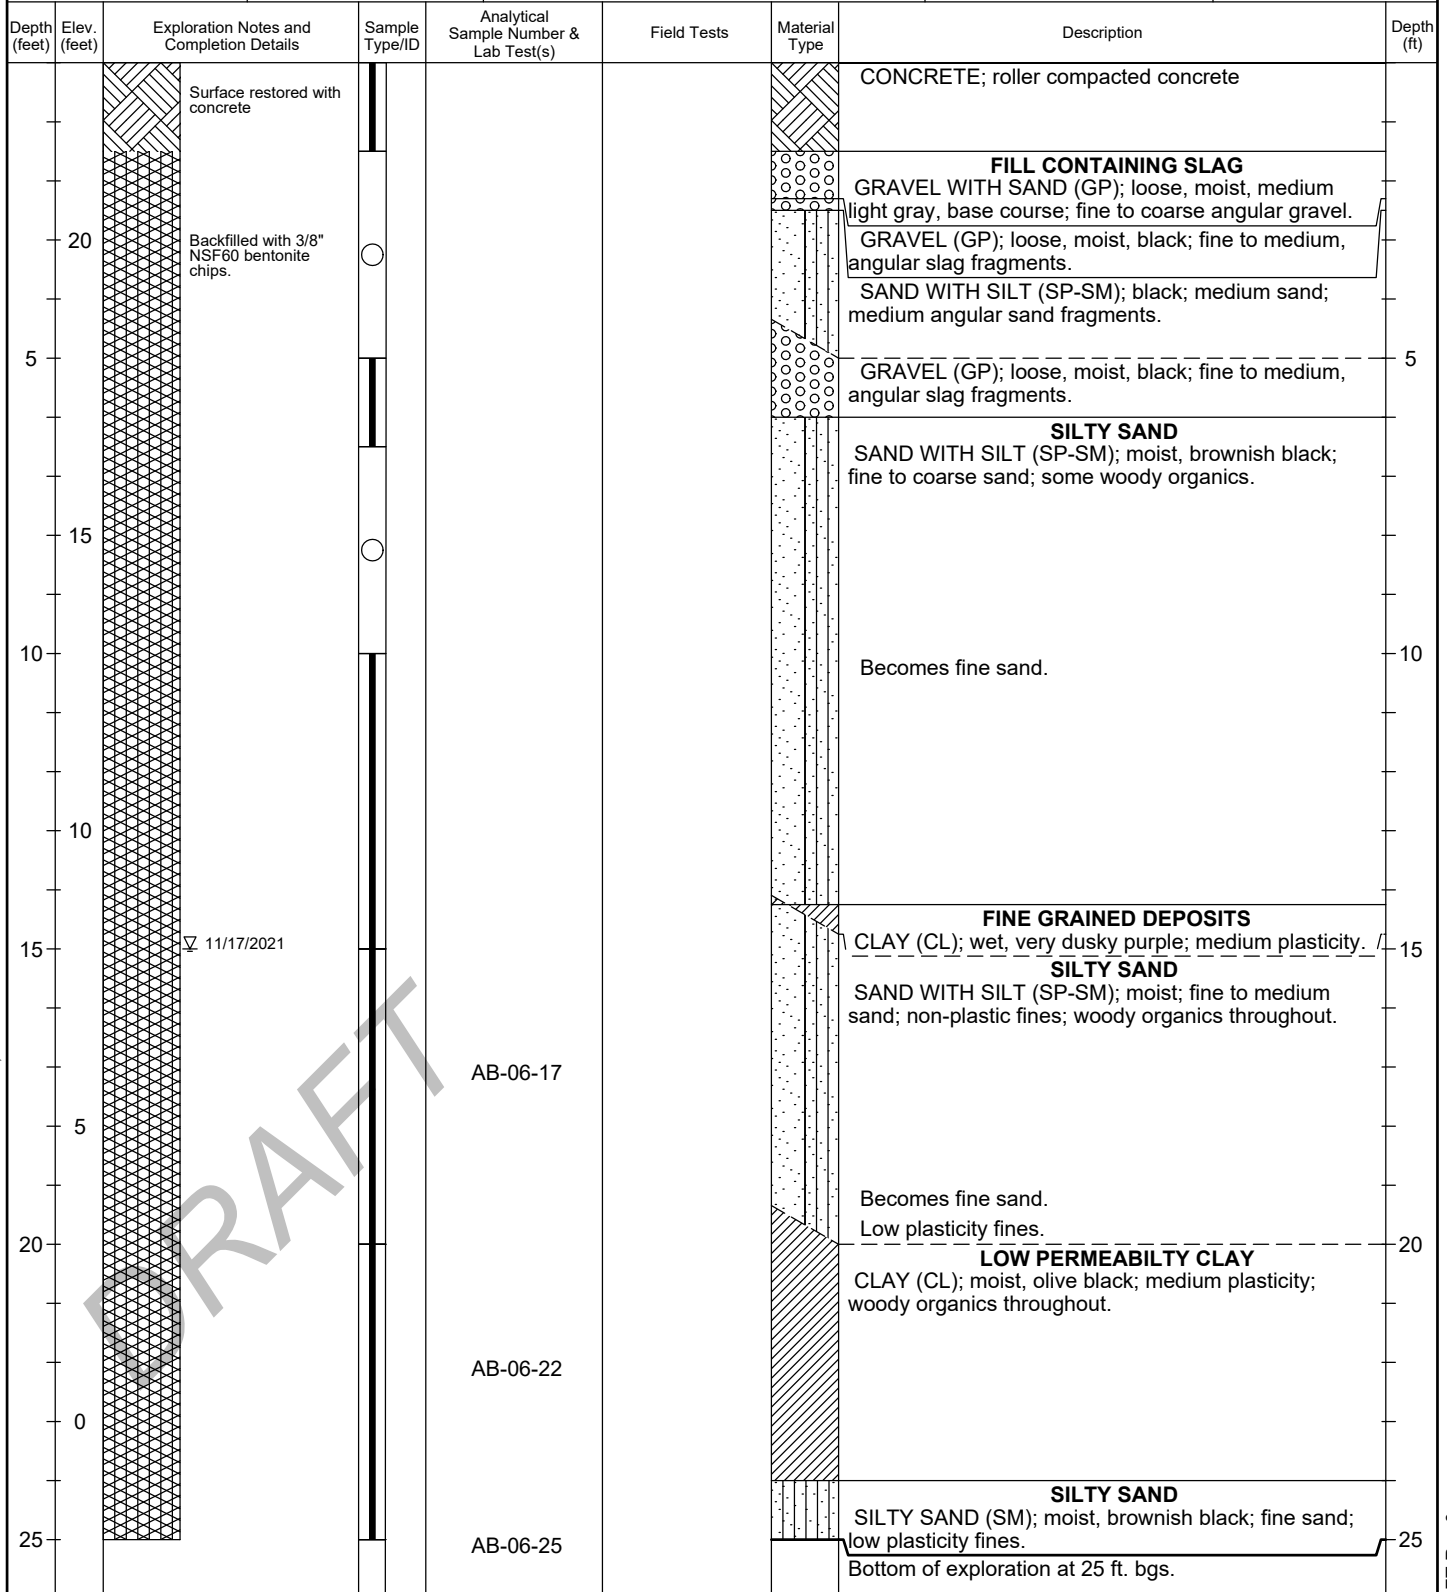 Depth
(feet)
Elev.
(feet)
Exploration Notes and
Completion Details
Sample
Type/ID
Analytical
Sample Number &
Lab Test(s)
Field Tests
Material
Type
Description
Depth
(ft)
Surface restored with
concrete
CONCRETE; roller compacted concrete
FILL CONTAINING SLAG
GRAVEL WITH SAND (GP); loose, moist, medium
light gray, base course; fine to coarse angular gravel.
20
Backfilled with 3/8"
NSF60 bentonite
chips.
GRAVEL (GP); loose, moist, black; fine to medium,
angular slag fragments.
SAND WITH SILT (SP-SM); black; medium sand;
medium angular sand fragments.
5
5
GRAVEL (GP); loose, moist, black; fine to medium,
angular slag fragments.
SILTY SAND
SAND WITH SILT (SP-SM); moist, brownish black;
fine to coarse sand; some woody organics.
15
10
Becomes fine sand.
10
10
FINE GRAINED DEPOSITS
15
11/17/2021
CLAY (CL); wet, very dusky purple; medium plasticity.
15
SILTY SAND
SAND WITH SILT (SP-SM); moist; fine to medium
sand; non-plastic fines; woody organics throughout.
AB-06-17
5
DRAFT
Becomes fine sand.
Low plasticity fines.
20
20
LOW PERMEABILTY CLAY
CLAY (CL); moist, olive black; medium plasticity;
woody organics throughout.
AB-06-22
0
SILTY SAND
SILTY SAND (SM); moist, brownish black; fine sand;
low plasticity fines.
25
AB-06-25
25
Bottom of exploration at 25 ft. bgs.